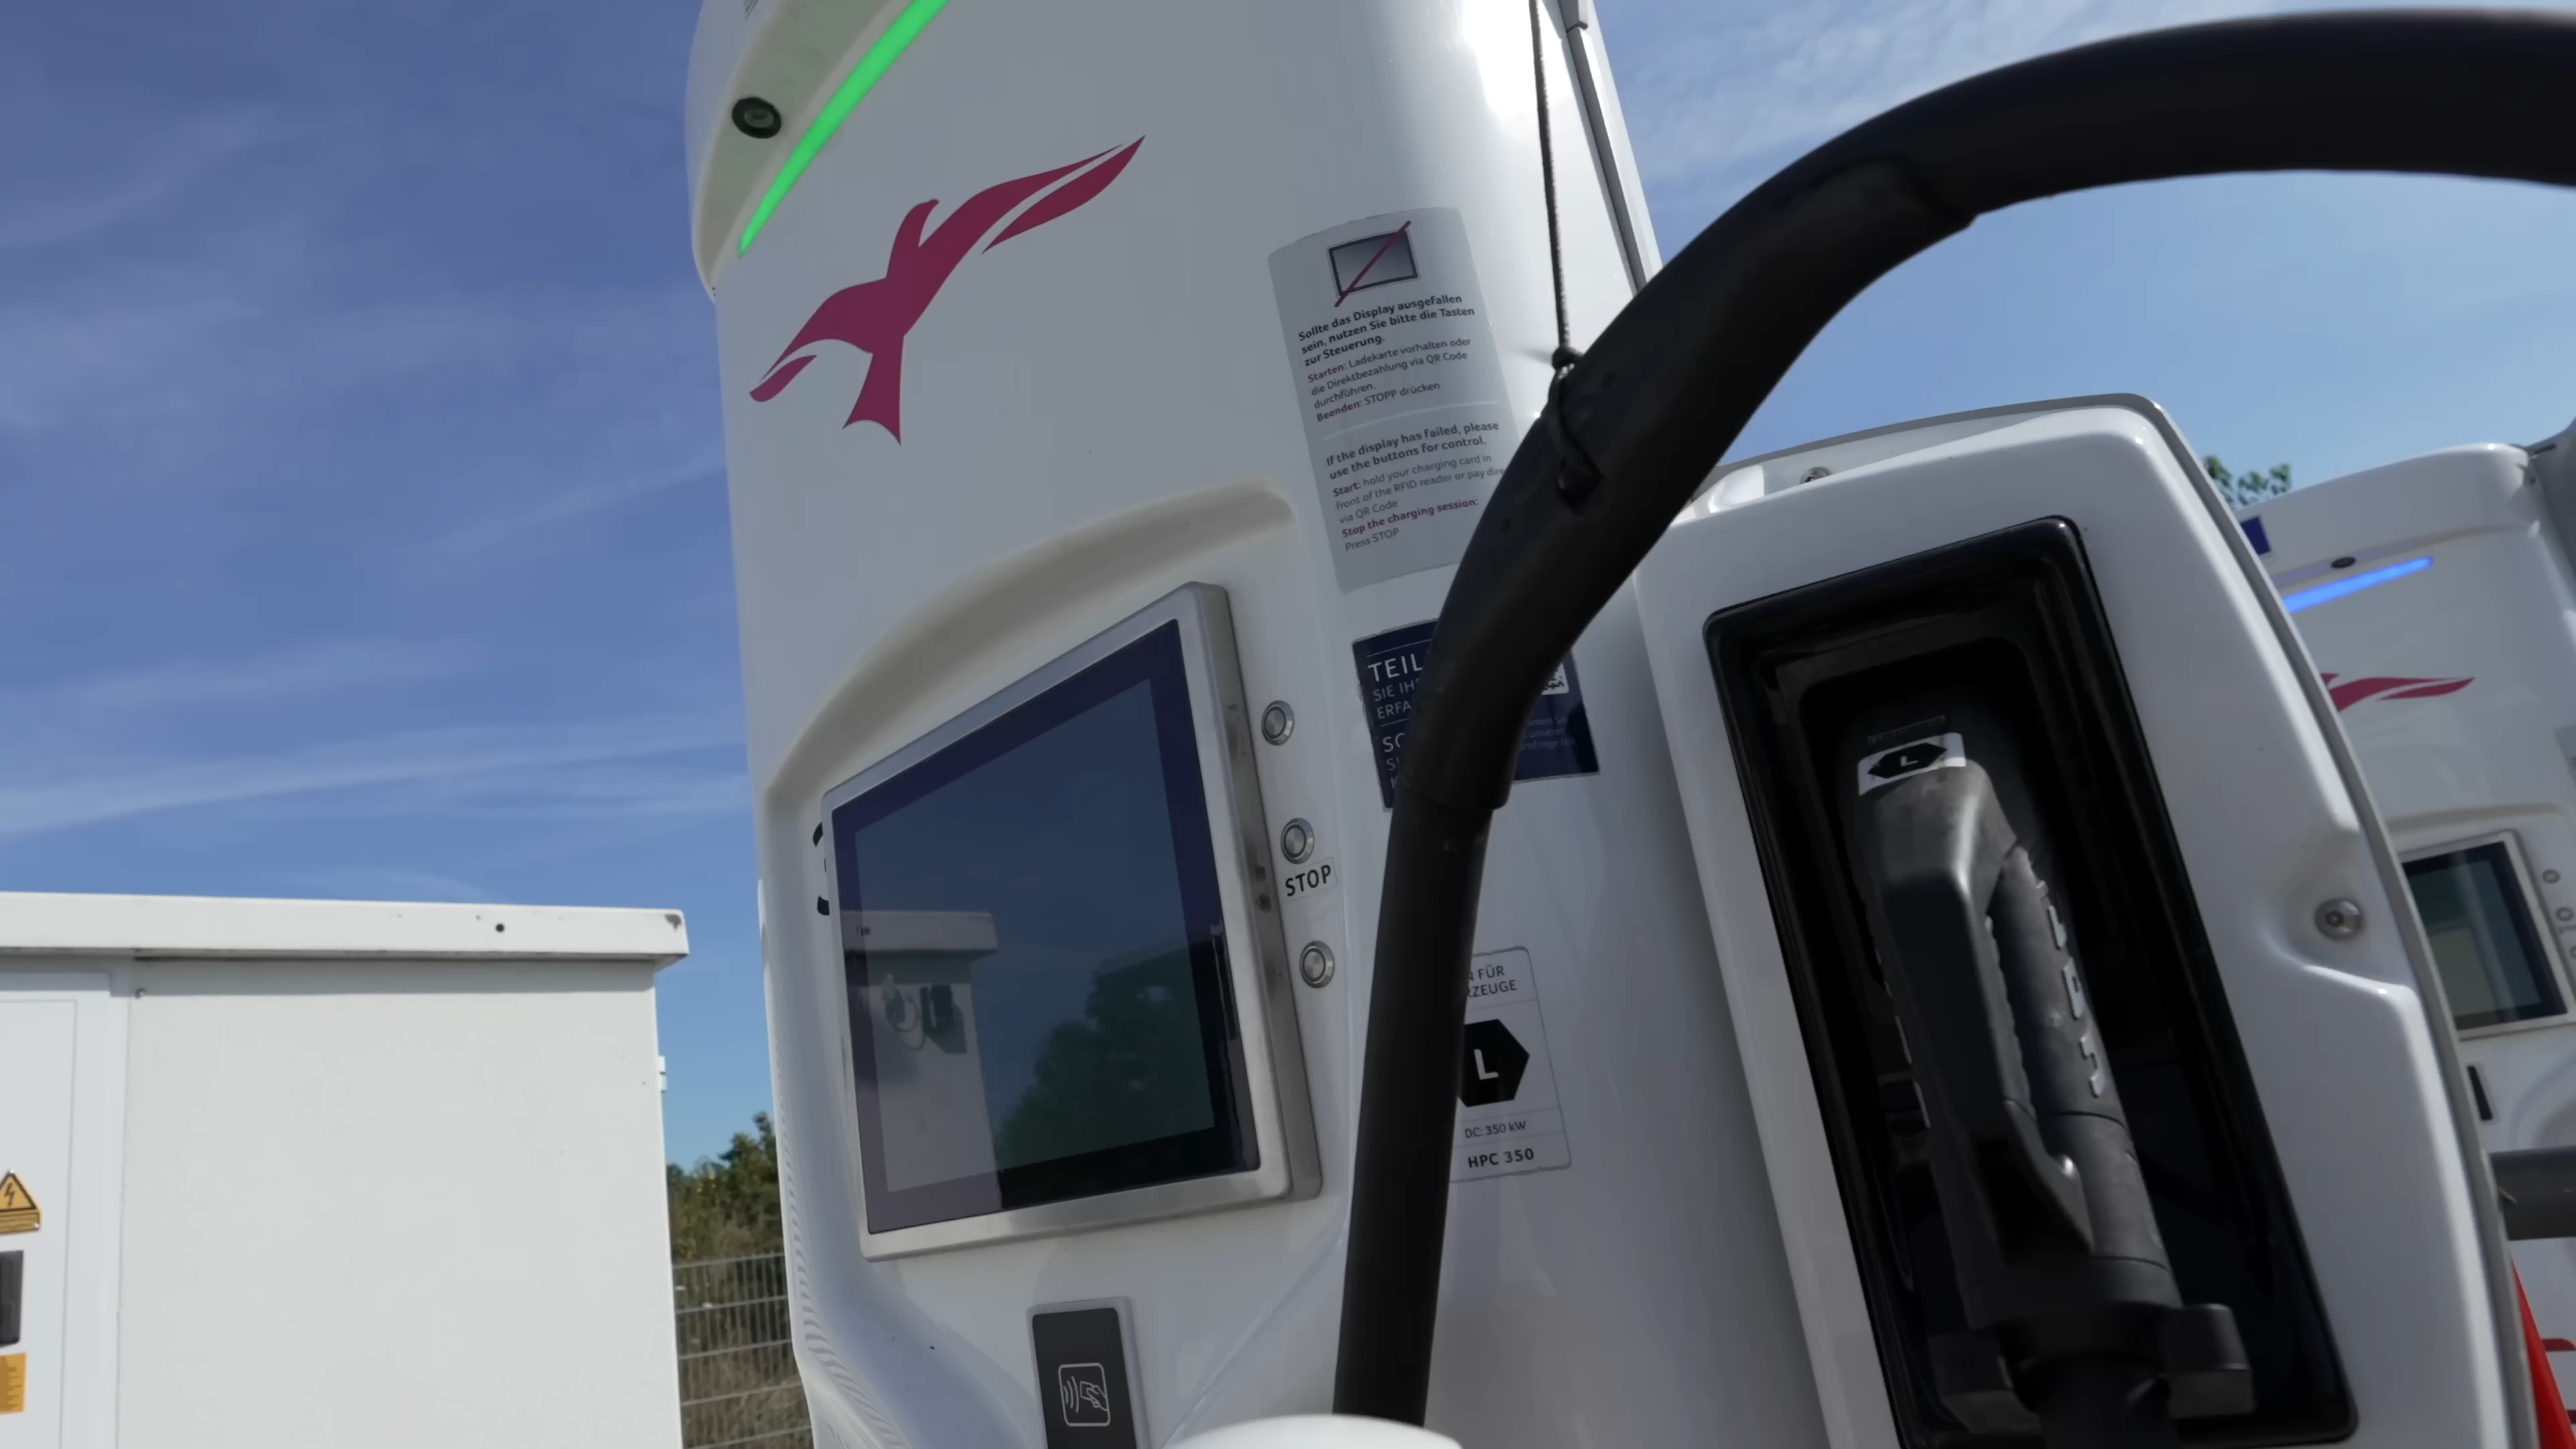 Sollte das Display ausgefallen
sein, nutzen Sie bitte die Tasten
zur Steuerung.
Starten: Ladekarte vorhalten oder
die Direktbezahlung via QR Code
durchführen.
Beenden: STOPP drücken
If the display has failed, please
use the buttons for control.
Start: hold your charging card in
front of the RFID reader or pay
via QR Code
Stop the charging session:
Press STOP
TEIL
SIE
ERFA
STOP
N FÜR
RZEUGE
L
DC: 350 kW
HPC 350
L